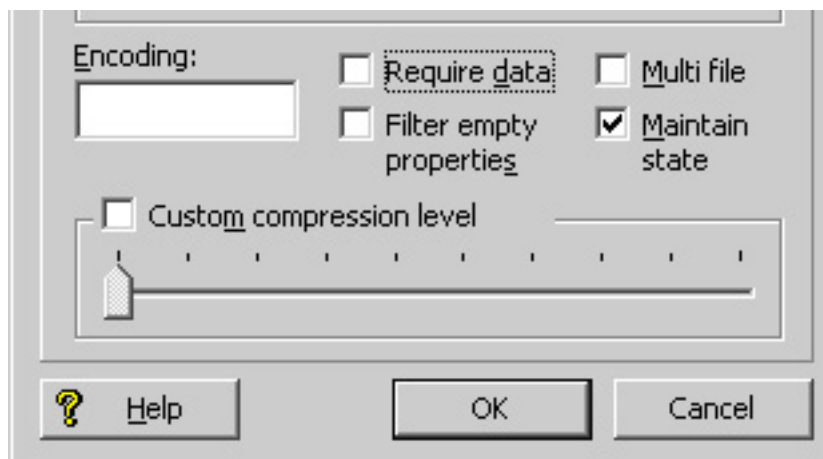 Encoding:
Require data
Multi file
Filter empty
properties
Maintain
state
Custom compression level
? Help
OK
Cancel